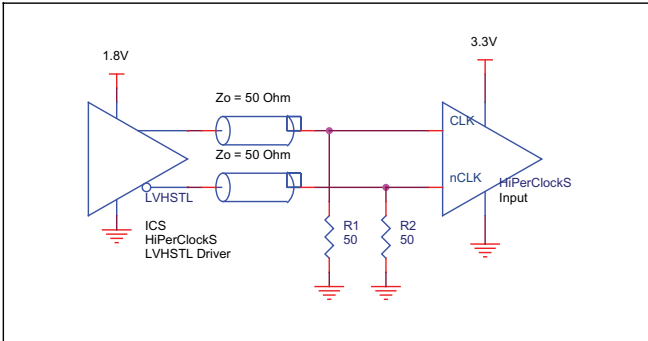 1.8V
3.3V
Zo = 50 Ohm
CLK
Zo = 50 Ohm
nCLK
HiPerClockS
Input
LVHSTL
ICS
HiPerClockS
LVHSTL Driver
R1
50
R2
50